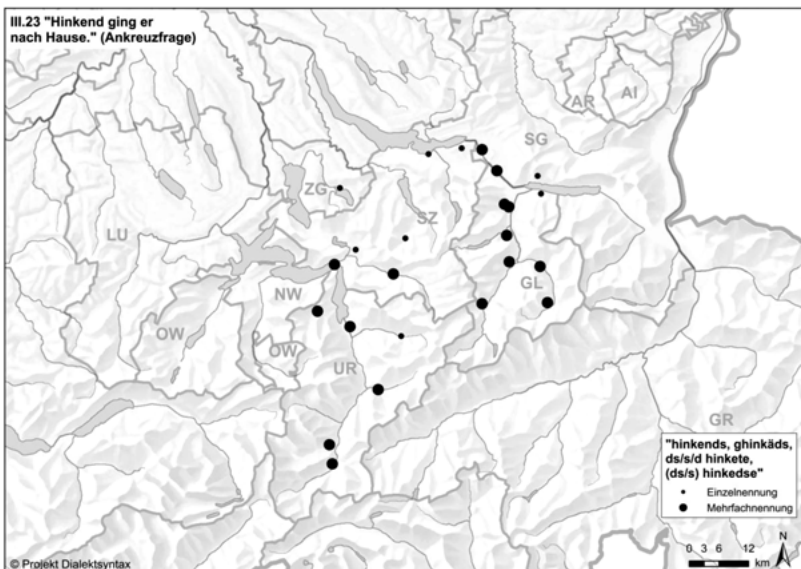 III.23 "Hinkend ging er
nach Hause." (Ankreuzfrage)
AR
AI
SG
ZG
SZ
LU
NW
GL
OW
OW
UR
GR
"hinkends, ghinkäds,
ds/s/d hinkete,
(ds/s) hinkedse"
Einzelnennung
Mehrfachnennung
N
0 3 6 12
km
© Projekt Dialektsyntax